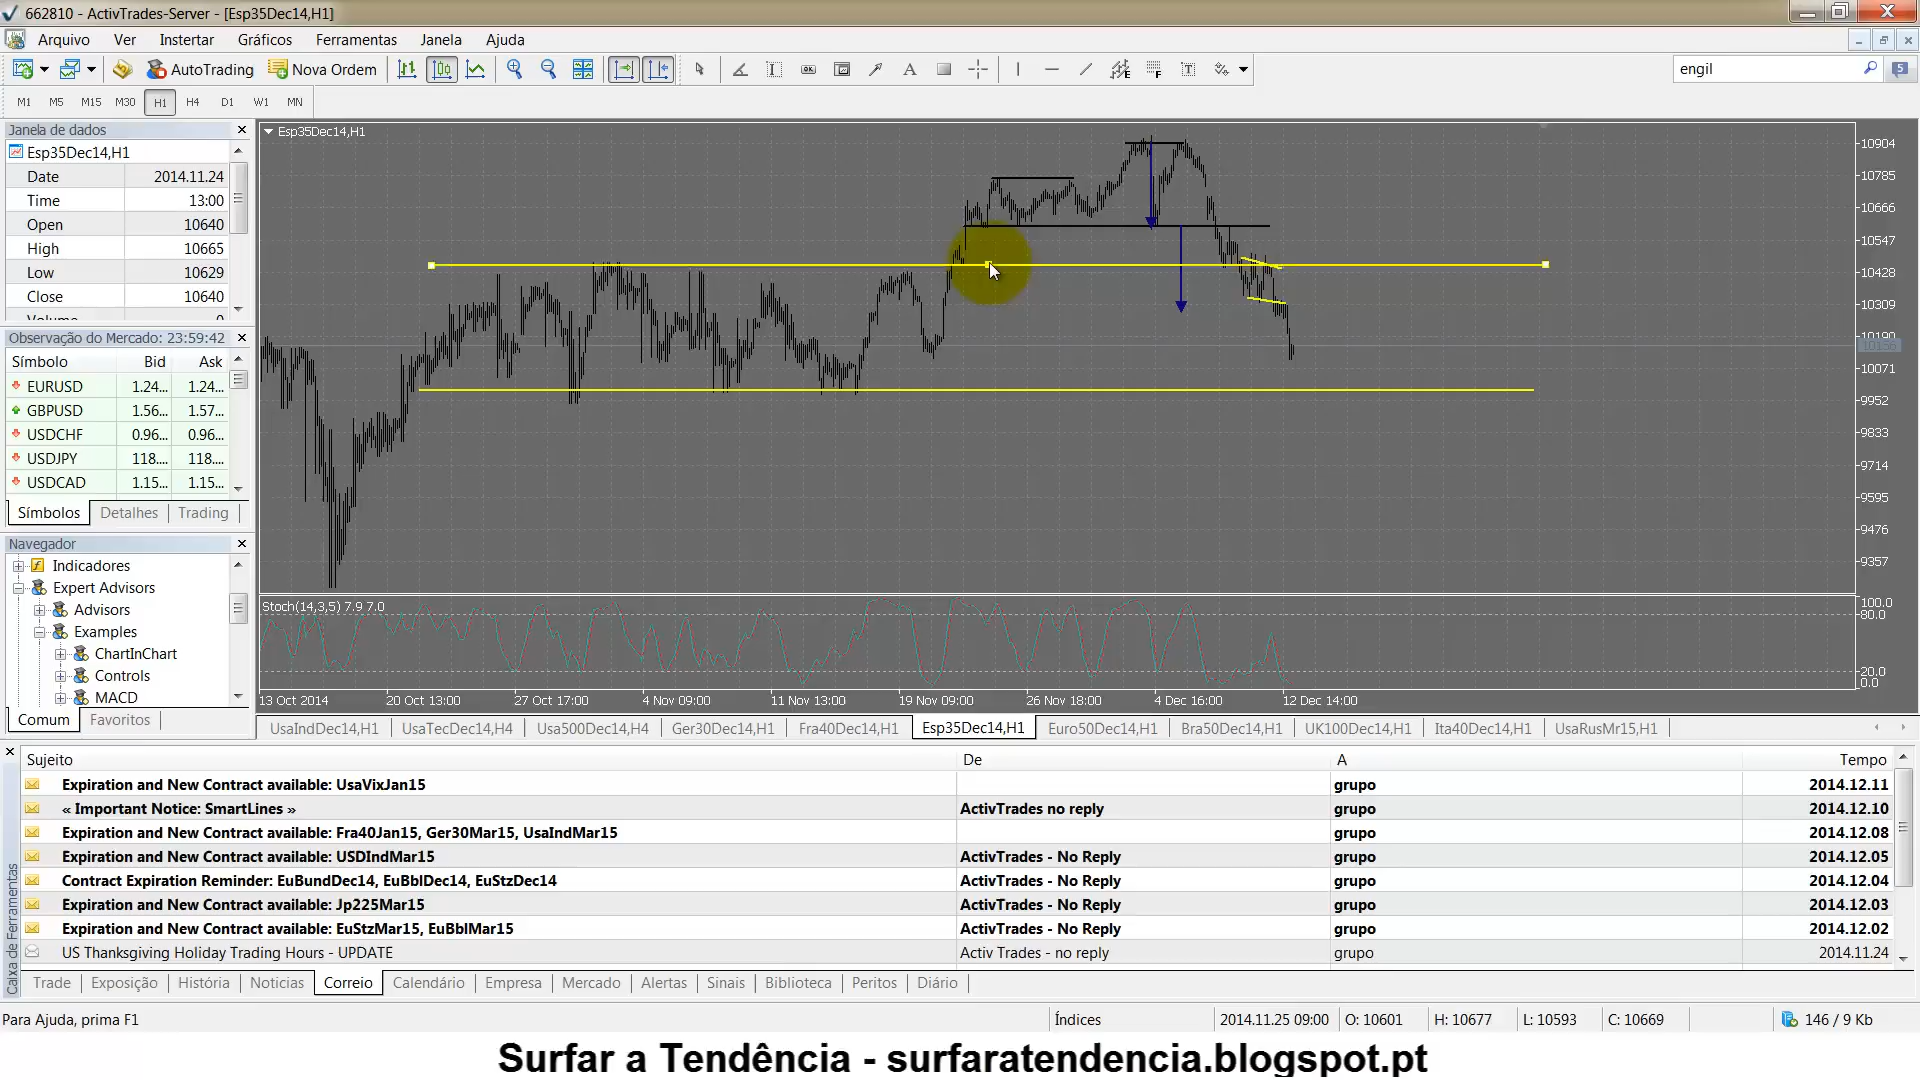 662810 - ActivTrades-Server - [Esp35Dec14,H1]
Arquivo Ver Instertar Gráficos Ferramentas Janela Ajuda
AutoTrading Nova Ordem engil 5
M1 M5 M15 M30 H1 H4 D1 W1 MN
Janela de dados
Esp35Dec14,H1
Date 2014.11.24
Time 13:00
Open 10640
High 10665
Low 10629
Close 10640
Volume 0
Observação do Mercado: 23:59:42
Símbolo Bid Ask
EURUSD 1.24... 1.24...
GBPUSD 1.56... 1.57...
USDCHF 0.96... 0.96...
USDJPY 118.... 118....
USDCAD 1.15... 1.15...
Símbolos Detalhes Trading
Navegador
Indicadores
Expert Advisors
Advisors
Examples
ChartInChart
Controls
MACD
Comum Favoritos
Esp35Dec14,H1
10904
10785
10666
10547
10428
10309
10190
10071
9952
9833
9714
9595
9476
9357
Stoch(14,3,5) 7.9 7.0
100.0
80.0
20.0
0.0
13 Oct 2014 20 Oct 13:00 27 Oct 17:00 4 Nov 09:00 11 Nov 13:00 19 Nov 09:00 26 Nov 18:00 4 Dec 16:00 12 Dec 14:00
UsaIndDec14,H1 UsaTecDec14,H4 Usa500Dec14,H4 Ger30Dec14,H1 Fra40Dec14,H1 Esp35Dec14,H1 Euro50Dec14,H1 Bra50Dec14,H1 UK100Dec14,H1 Ita40Dec14,H1 UsaRusMr15,H1
Caixa de Ferramentas
Sujeito De A Tempo
Expiration and New Contract available: UsaVixJan15 grupo 2014.12.11
« Important Notice: SmartLines » ActivTrades no reply grupo 2014.12.10
Expiration and New Contract available: Fra40Jan15, Ger30Mar15, UsaIndMar15 grupo 2014.12.08
Expiration and New Contract available: USDIndMar15 ActivTrades - No Reply grupo 2014.12.05
Contract Expiration Reminder: EuBundDec14, EuBblDec14, EuStzDec14 ActivTrades - No Reply grupo 2014.12.04
Expiration and New Contract available: Jp225Mar15 ActivTrades - No Reply grupo 2014.12.03
Expiration and New Contract available: EuStzMar15, EuBblMar15 ActivTrades - No Reply grupo 2014.12.02
US Thanksgiving Holiday Trading Hours - UPDATE Activ Trades - no reply grupo 2014.11.24
Trade Exposição História Noticias Correio Calendário Empresa Mercado Alertas Sinais Biblioteca Peritos Diário
Para Ajuda, prima F1 Índices 2014.11.25 09:00 O: 10601 H: 10677 L: 10593 C: 10669 146 / 9 Kb
Surfar a Tendência - surfaratendencia.blogspot.pt